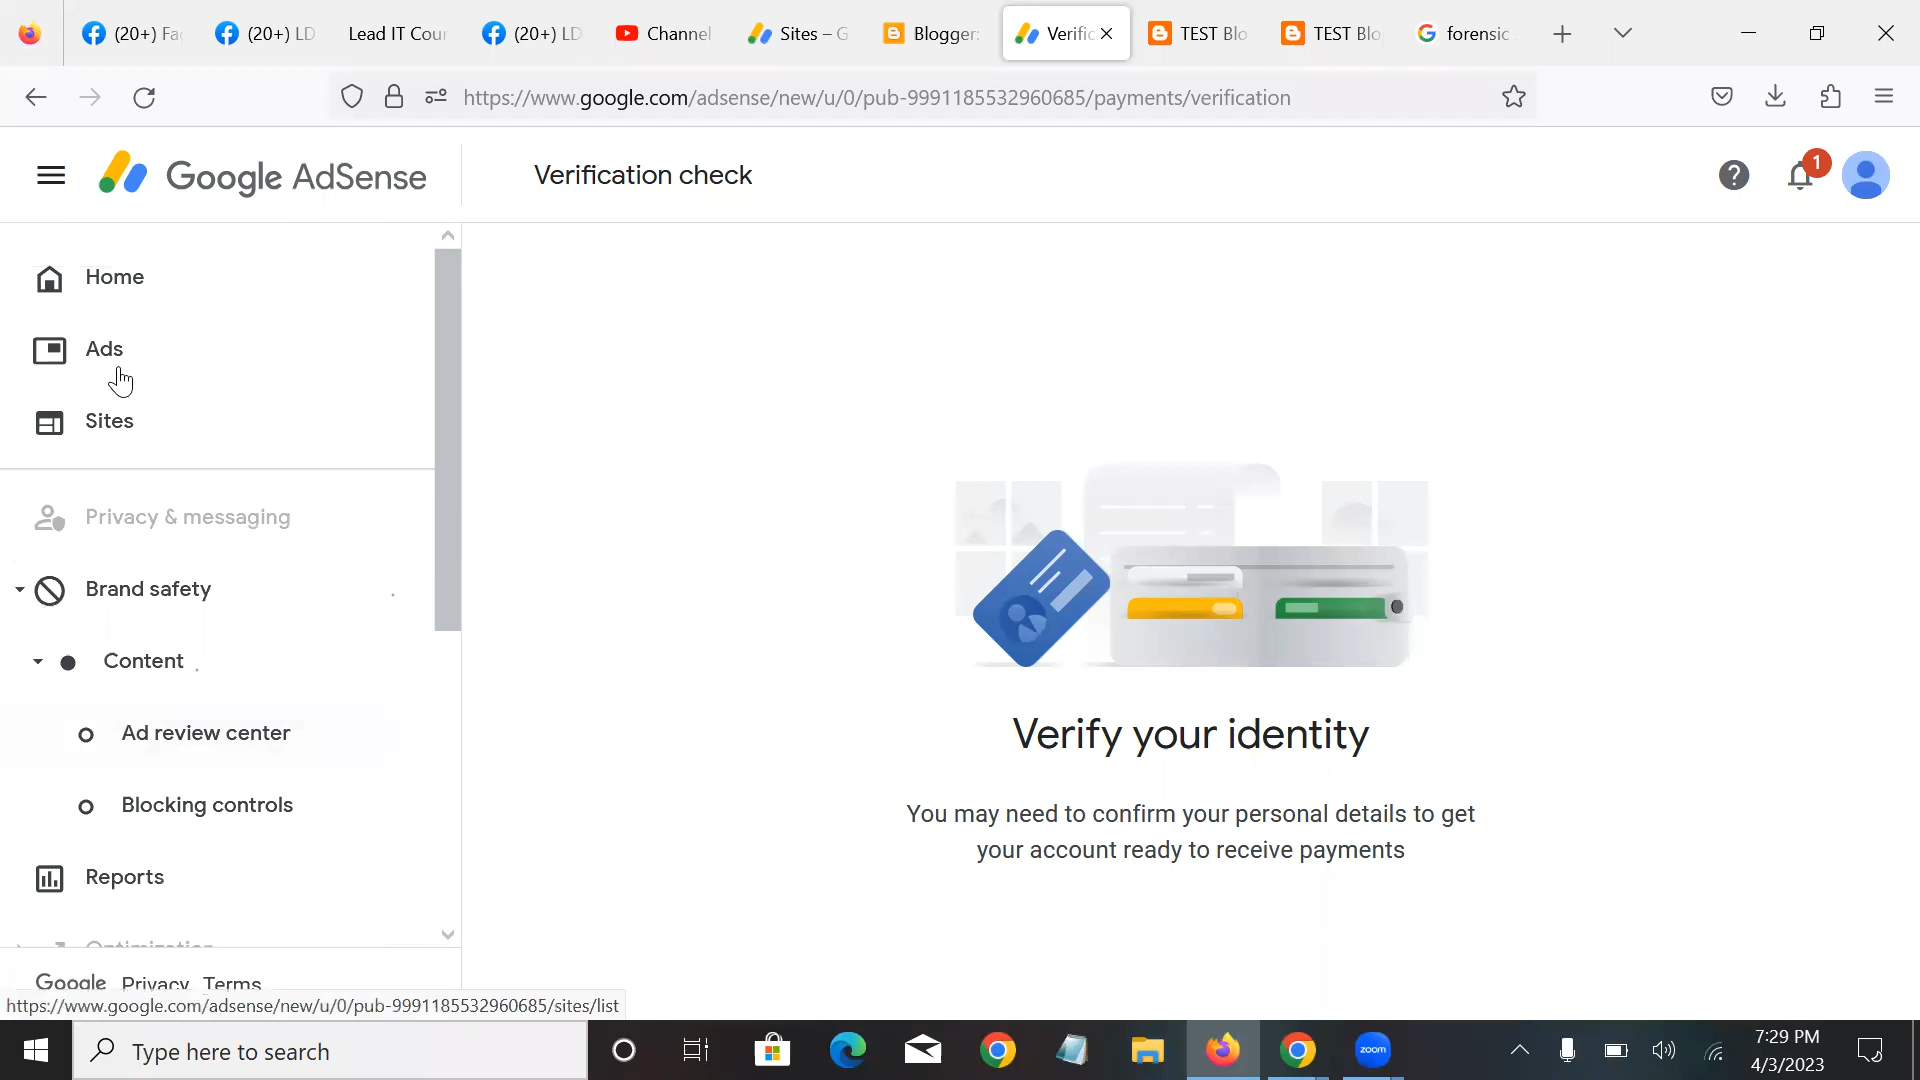 (20+) Fa
(20+) LD
Lead IT Cou
(20+) LD
Channel
Sites – G
Blogger:
Verific
TEST Blo
TEST Blo
forensic
https://www.google.com/adsense/new/u/0/pub-9991185532960685/payments/verification
Google AdSense
Verification check
1
Home
Ads
Sites
Privacy & messaging
Brand safety
Content
Ad review center
Blocking controls
Reports
Optimization
Verify your identity
You may need to confirm your personal details to get
your account ready to receive payments
Google Privacy Terms
https://www.google.com/adsense/new/u/0/pub-9991185532960685/sites/list
Type here to search
zoom
7:29 PM
4/3/2023